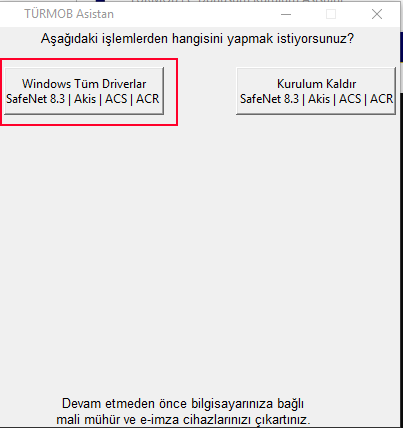 TÜRMOB Asistan
Aşağıdaki işlemlerden hangisini yapmak istiyorsunuz?
Windows Tüm Driverlar
SafeNet 8.3 | Akis | ACS | ACR
Kurulum Kaldır
SafeNet 8.3 | Akis | ACS | ACR
Devam etmeden önce bilgisayarınıza bağlı
mali mühür ve e-imza cihazlarınızı çıkartınız.